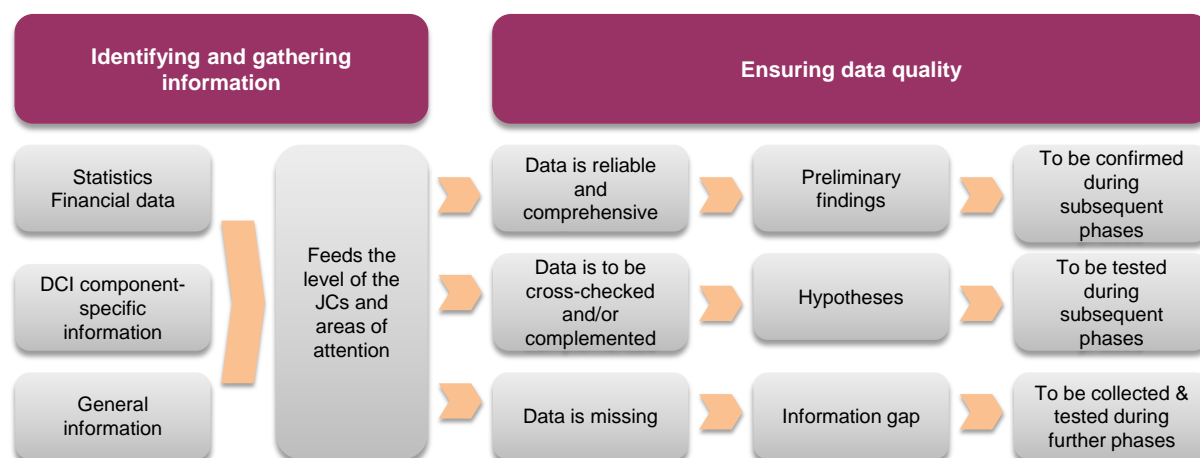 Identifying and gathering
information
Ensuring data quality
Statistics
Financial data
DCI component-
specific
information
General
information
Feeds the
level of the
JCs and
areas of
attention
Data is reliable
and
comprehensive
Preliminary
findings
To be confirmed
during
subsequent
phases
Data is to be
cross-checked
and/or
complemented
Hypotheses
To be tested
during
subsequent
phases
Data is missing
Information gap
To be collected &
tested during
further phases